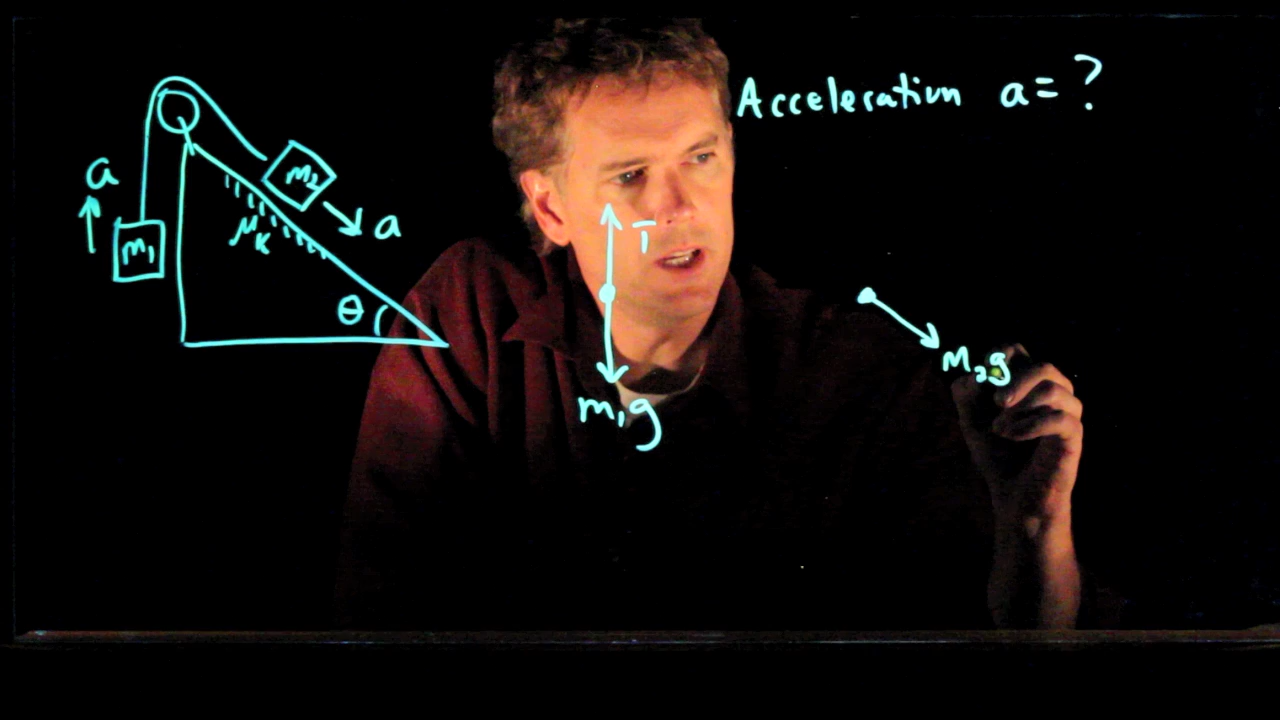 Acceleration a = ?
a
m₁
m₂
a
μₖ
θ
T
m₁g
m₂g